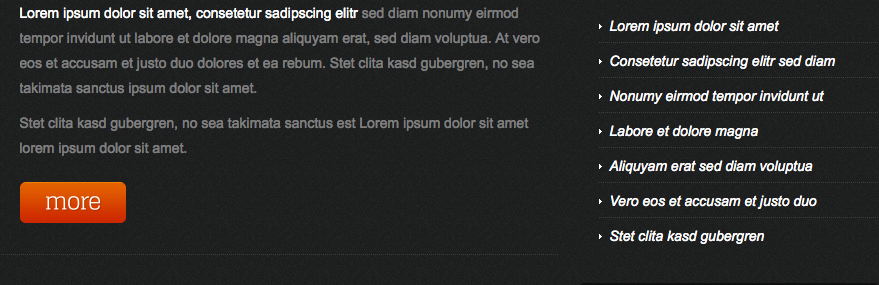 Lorem ipsum dolor sit amet, consetetur sadipscing elitr sed diam nonumy eirmod
tempor invidunt ut labore et dolore magna aliquyam erat, sed diam voluptua. At vero
eos et accusam et justo duo dolores et ea rebum. Stet clita kasd gubergren, no sea
takimata sanctus ipsum dolor sit amet.
Stet clita kasd gubergren, no sea takimata sanctus est Lorem ipsum dolor sit amet
lorem ipsum dolor sit amet.
more
Lorem ipsum dolor sit amet
Consetetur sadipscing elitr sed diam
Nonumy eirmod tempor invidunt ut
Labore et dolore magna
Aliquyam erat sed diam voluptua
Vero eos et accusam et justo duo
Stet clita kasd gubergren